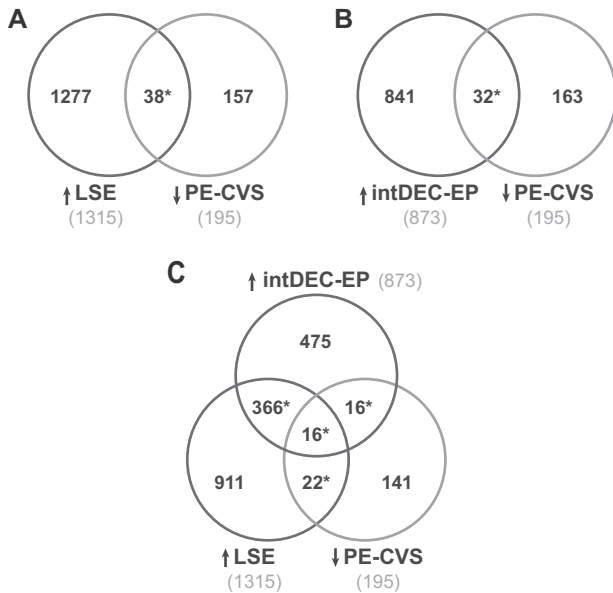 A
1277 38* 157
↑LSE ↓PE-CVS
(1315) (195)
B
841 32* 163
↑intDEC-EP ↓PE-CVS
(873) (195)
C
↑ intDEC-EP (873)
475
366* 16*
16*
911 22* 141
↑LSE ↓PE-CVS
(1315) (195)